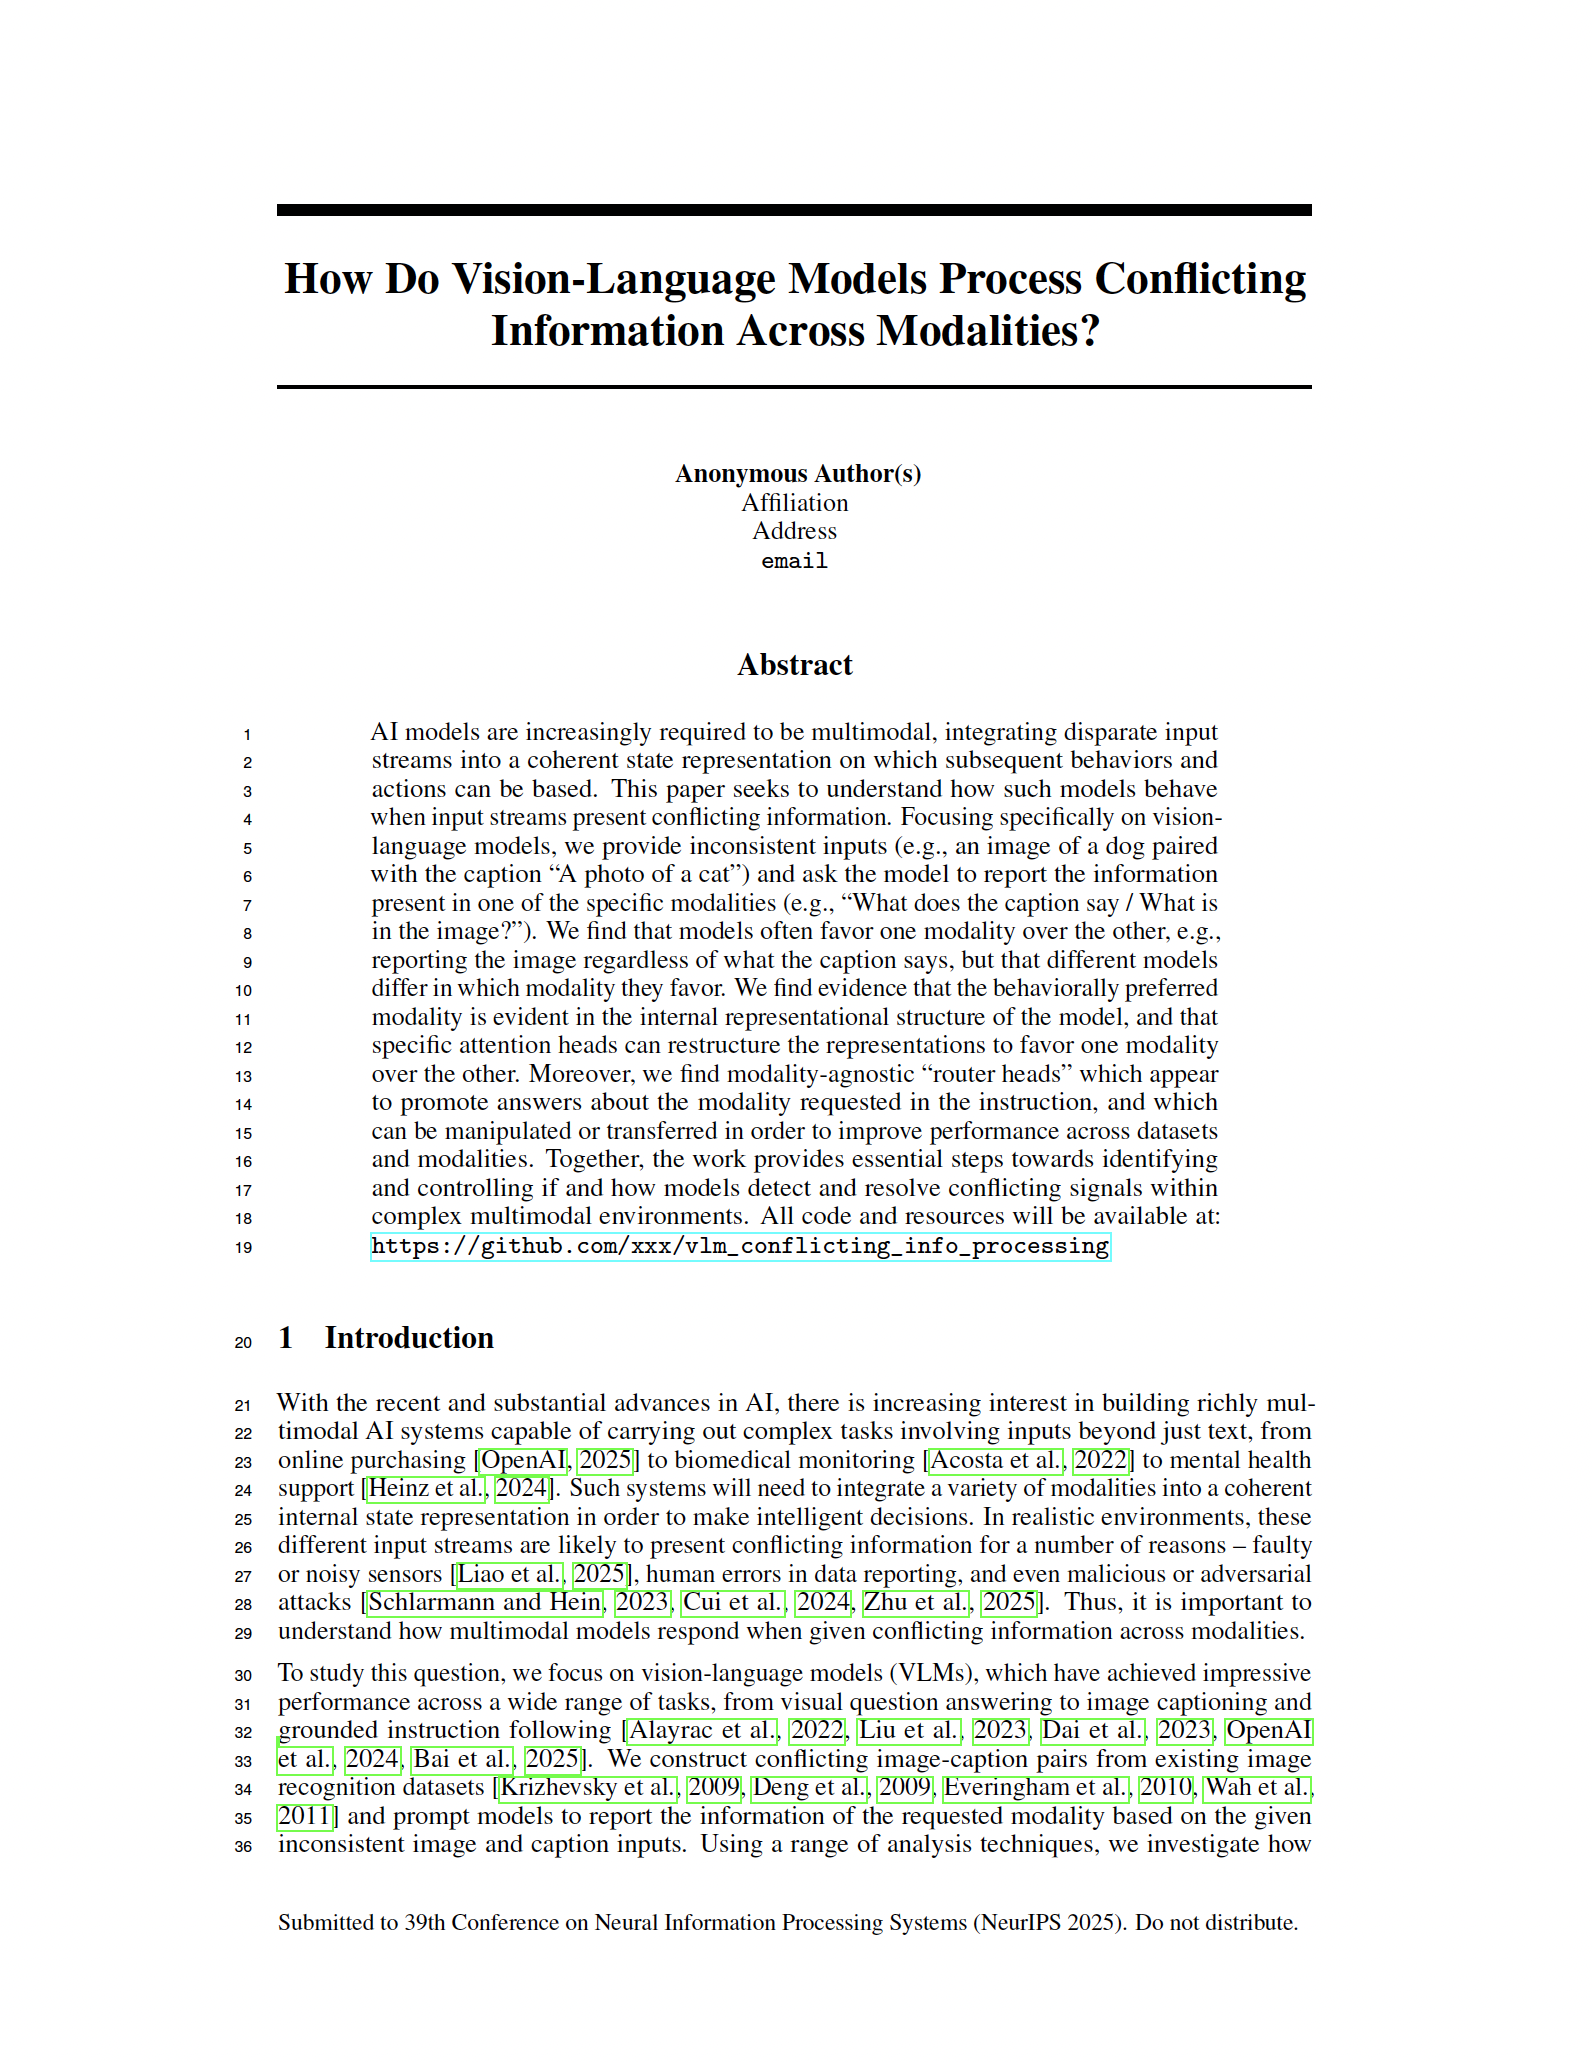 How Do Vision-Language Models Process Conflicting
Information Across Modalities?
Anonymous Author(s)
Affiliation
Address
email
Abstract
1 AI models are increasingly required to be multimodal, integrating disparate input
2 streams into a coherent state representation on which subsequent behaviors and
3 actions can be based. This paper seeks to understand how such models behave
4 when input streams present conflicting information. Focusing specifically on vision-
5 language models, we provide inconsistent inputs (e.g., an image of a dog paired
6 with the caption “A photo of a cat”) and ask the model to report the information
7 present in one of the specific modalities (e.g., “What does the caption say / What is
8 in the image?”). We find that models often favor one modality over the other, e.g.,
9 reporting the image regardless of what the caption says, but that different models
10 differ in which modality they favor. We find evidence that the behaviorally preferred
11 modality is evident in the internal representational structure of the model, and that
12 specific attention heads can restructure the representations to favor one modality
13 over the other. Moreover, we find modality-agnostic “router heads” which appear
14 to promote answers about the modality requested in the instruction, and which
15 can be manipulated or transferred in order to improve performance across datasets
16 and modalities. Together, the work provides essential steps towards identifying
17 and controlling if and how models detect and resolve conflicting signals within
18 complex multimodal environments. All code and resources will be available at:
19 https://github.com/xxx/vlm_conflicting_info_processing
20 1 Introduction
21 With the recent and substantial advances in AI, there is increasing interest in building richly mul-
22 timodal AI systems capable of carrying out complex tasks involving inputs beyond just text, from
23 online purchasing [OpenAI, 2025] to biomedical monitoring [Acosta et al., 2022] to mental health
24 support [Heinz et al., 2024]. Such systems will need to integrate a variety of modalities into a coherent
25 internal state representation in order to make intelligent decisions. In realistic environments, these
26 different input streams are likely to present conflicting information for a number of reasons – faulty
27 or noisy sensors [Liao et al., 2025], human errors in data reporting, and even malicious or adversarial
28 attacks [Schlarmann and Hein, 2023, Cui et al., 2024, Zhu et al., 2025]. Thus, it is important to
29 understand how multimodal models respond when given conflicting information across modalities.
30 To study this question, we focus on vision-language models (VLMs), which have achieved impressive
31 performance across a wide range of tasks, from visual question answering to image captioning and
32 grounded instruction following [Alayrac et al., 2022, Liu et al., 2023, Dai et al., 2023, OpenAI
33 et al., 2024, Bai et al., 2025]. We construct conflicting image-caption pairs from existing image
34 recognition datasets [Krizhevsky et al., 2009, Deng et al., 2009, Everingham et al., 2010, Wah et al.,
35 2011] and prompt models to report the information of the requested modality based on the given
36 inconsistent image and caption inputs. Using a range of analysis techniques, we investigate how
Submitted to 39th Conference on Neural Information Processing Systems (NeurIPS 2025). Do not distribute.